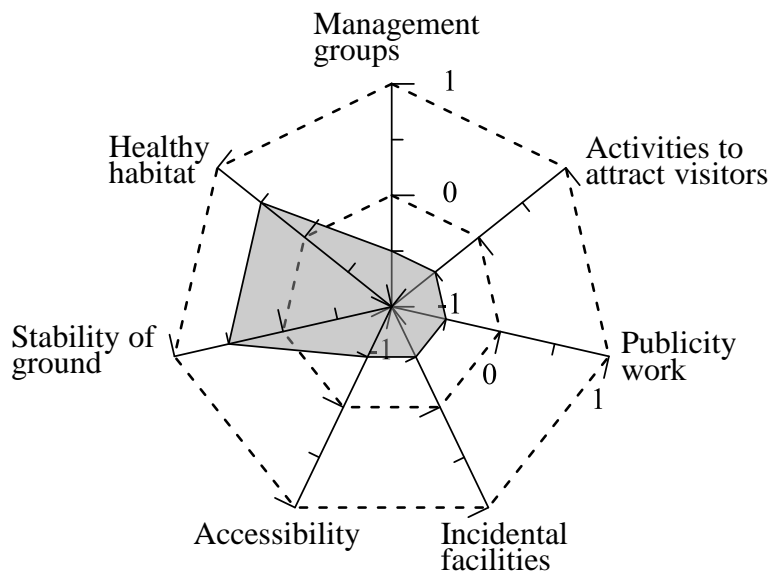 Management
groups
1
Healthy
habitat
Activities to
attract visitors
0
-1
Stability of
ground
-1
Publicity
work
0
1
Accessibility
Incidental
facilities